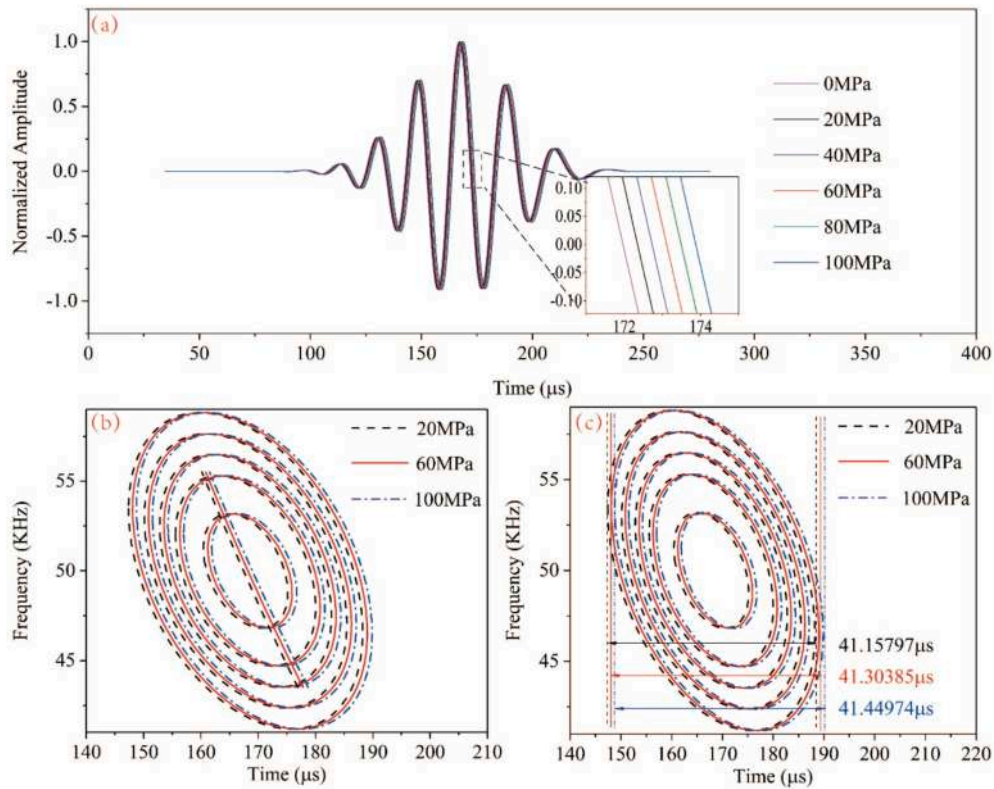 (a)
Normalized Amplitude
1.0
0.5
0.0
-0.5
-1.0
0MPa
20MPa
40MPa
60MPa
80MPa
100MPa
0.10
0.05
0.00
-0.05
-0.10
172 174
0 50 100 150 200 250 300 350 400
Time (μs)
(b)
Frequency (KHz)
55
50
45
20MPa
60MPa
100MPa
140 150 160 170 180 190 200 210
Time (μs)
(c)
Frequency (KHz)
55
50
45
20MPa
60MPa
100MPa
41.15797μs
41.30385μs
41.44974μs
140 150 160 170 180 190 200 210 220
Time (μs)